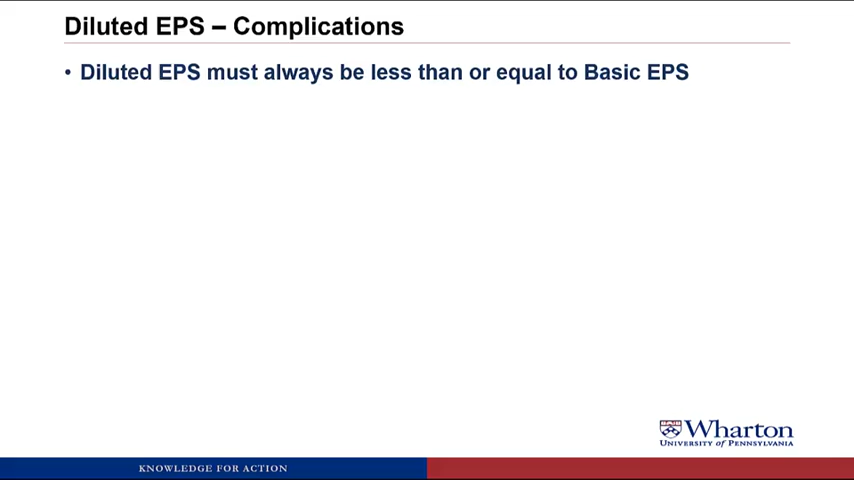 Diluted EPS – Complications
• Diluted EPS must always be less than or equal to Basic EPS
Wharton
UNIVERSITY of PENNSYLVANIA
KNOWLEDGE FOR ACTION